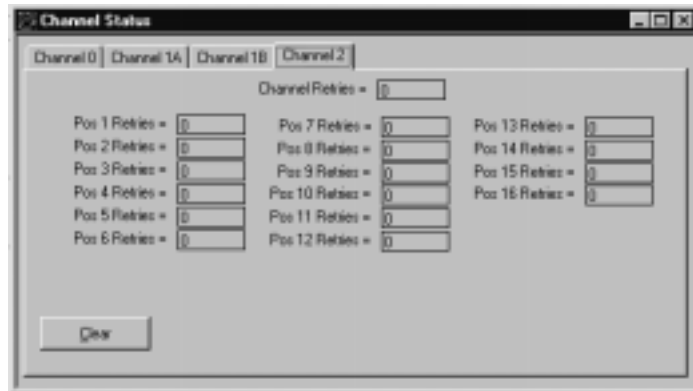 Channel Status
Channel 0 Channel 1A Channel 1B Channel 2
Channel Retries = 0
Pos 1 Retries = 0 Pos 7 Retries = 0 Pos 13 Retries = 0
Pos 2 Retries = 0 Pos 8 Retries = 0 Pos 14 Retries = 0
Pos 3 Retries = 0 Pos 9 Retries = 0 Pos 15 Retries = 0
Pos 4 Retries = 0 Pos 10 Retries = 0 Pos 16 Retries = 0
Pos 5 Retries = 0 Pos 11 Retries = 0
Pos 6 Retries = 0 Pos 12 Retries = 0
Clear